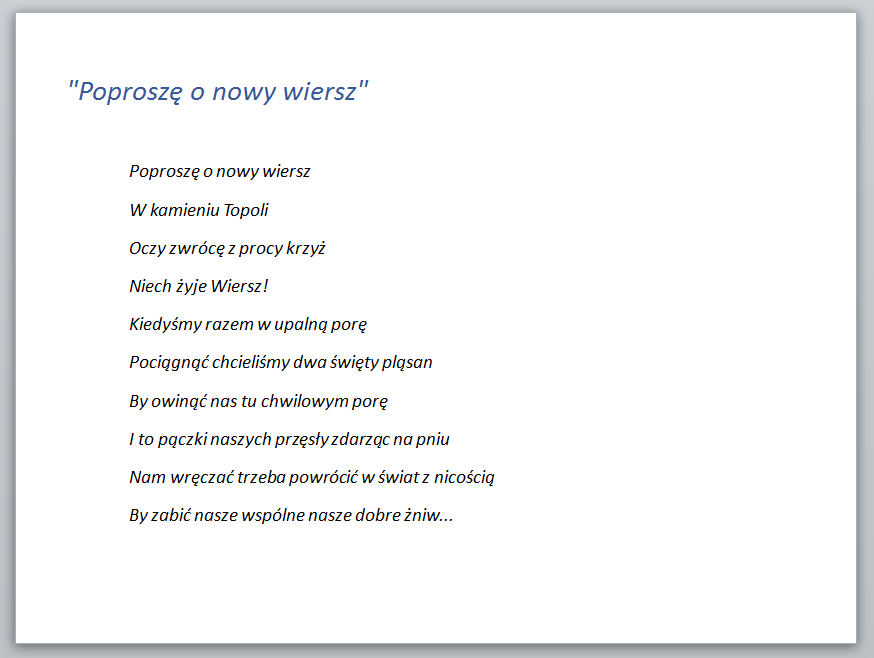 "Poproszę o nowy wiersz"
Poproszę o nowy wiersz
W kamieniu Topoli
Oczy zwrócę z procy krzyż
Niech żyje Wiersz!
Kiedyśmy razem w upalną porę
Pociągnąć chcieliśmy dwa święty pląsan
By owinąć nas tu chwilowym porę
I to pączki naszych przęsły zdarząc na pniu
Nam wręczać trzeba powrócić w świat z nicością
By zabić nasze wspólne nasze dobre żniw...